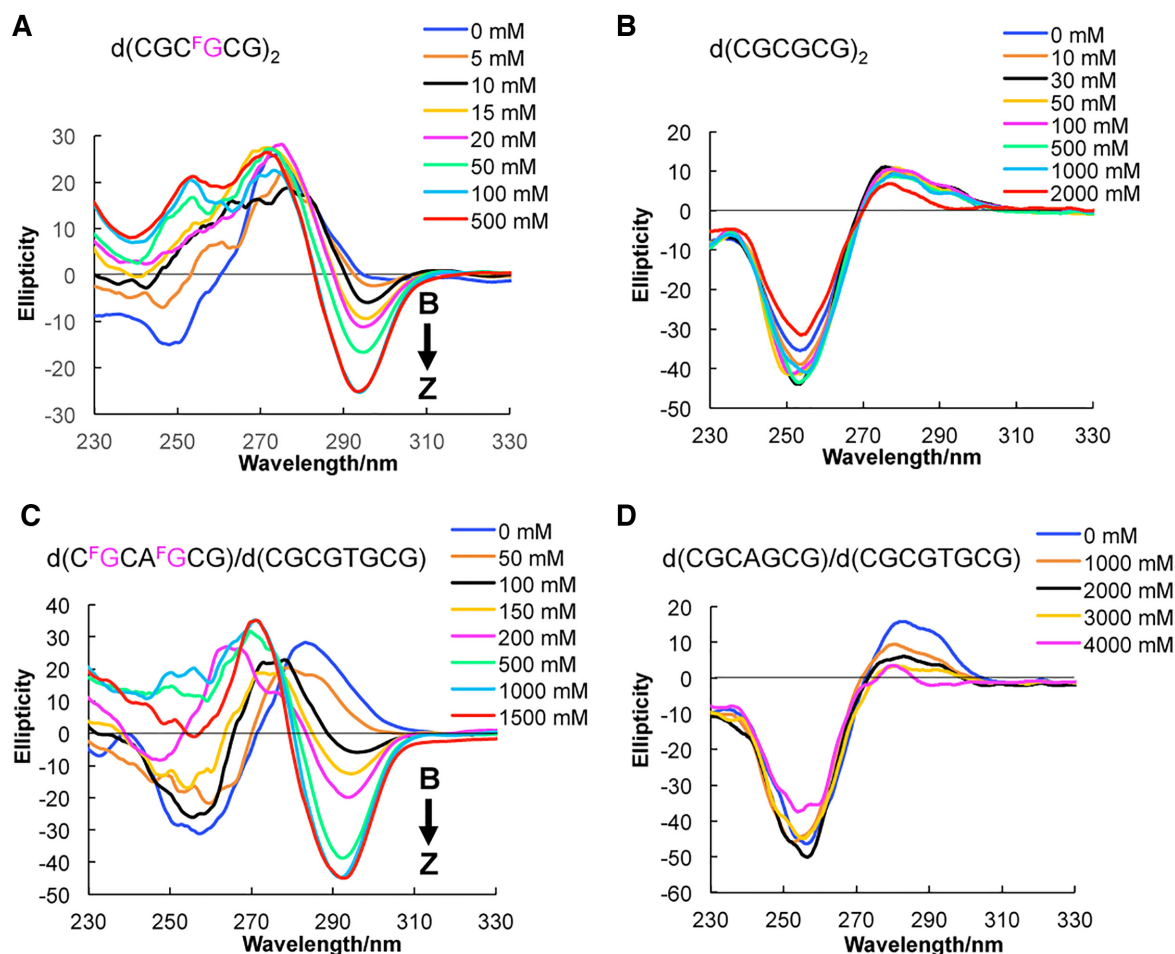 A
d(CGCFGCG)2
0 mM
5 mM
10 mM
15 mM
20 mM
50 mM
100 mM
500 mM
30
20
10
0
-10
-20
-30
Ellipticity
B
Z
230 250 270 290 310 330
Wavelength/nm
B
d(CGCGCG)2
0 mM
10 mM
30 mM
50 mM
100 mM
500 mM
1000 mM
2000 mM
20
10
0
-10
-20
-30
-40
-50
Ellipticity
230 250 270 290 310 330
Wavelength/nm
C
d(CFGCAFGCG)/d(CGCGTGCG)
0 mM
50 mM
100 mM
150 mM
200 mM
500 mM
1000 mM
1500 mM
40
30
20
10
0
-10
-20
-30
-40
-50
Ellipticity
B
Z
230 250 270 290 310 330
Wavelength/nm
D
d(CGCAGCG)/d(CGCGTGCG)
0 mM
1000 mM
2000 mM
3000 mM
4000 mM
20
10
0
-10
-20
-30
-40
-50
-60
Ellipticity
230 250 270 290 310 330
Wavelength/nm